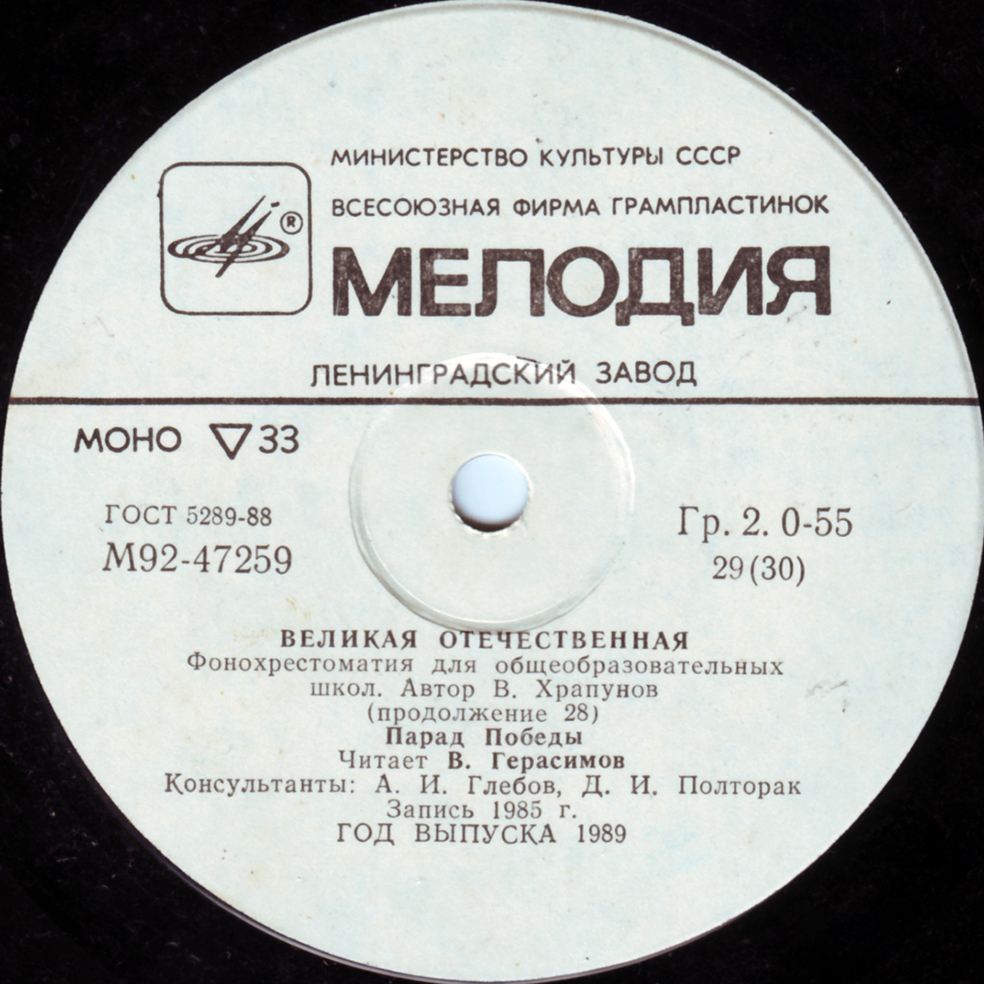 МИНИСТЕРСТВО КУЛЬТУРЫ СССР
ВСЕСОЮЗНАЯ ФИРМА ГРАМПЛАСТИНОК
®
МЕЛОДИЯ
ЛЕНИНГРАДСКИЙ ЗАВОД
МОНО ▽33
ГОСТ 5289-88
М92-47259
Гр. 2. 0-55
29(30)
ВЕЛИКАЯ ОТЕЧЕСТВЕННАЯ
Фонохрестоматия для общеобразовательных
школ. Автор В. Храпунов
(продолжение 28)
Парад Победы
Читает В. Герасимов
Консультанты: А. И. Глебов, Д. И. Полторак
Запись 1985 г.
ГОД ВЫПУСКА 1989